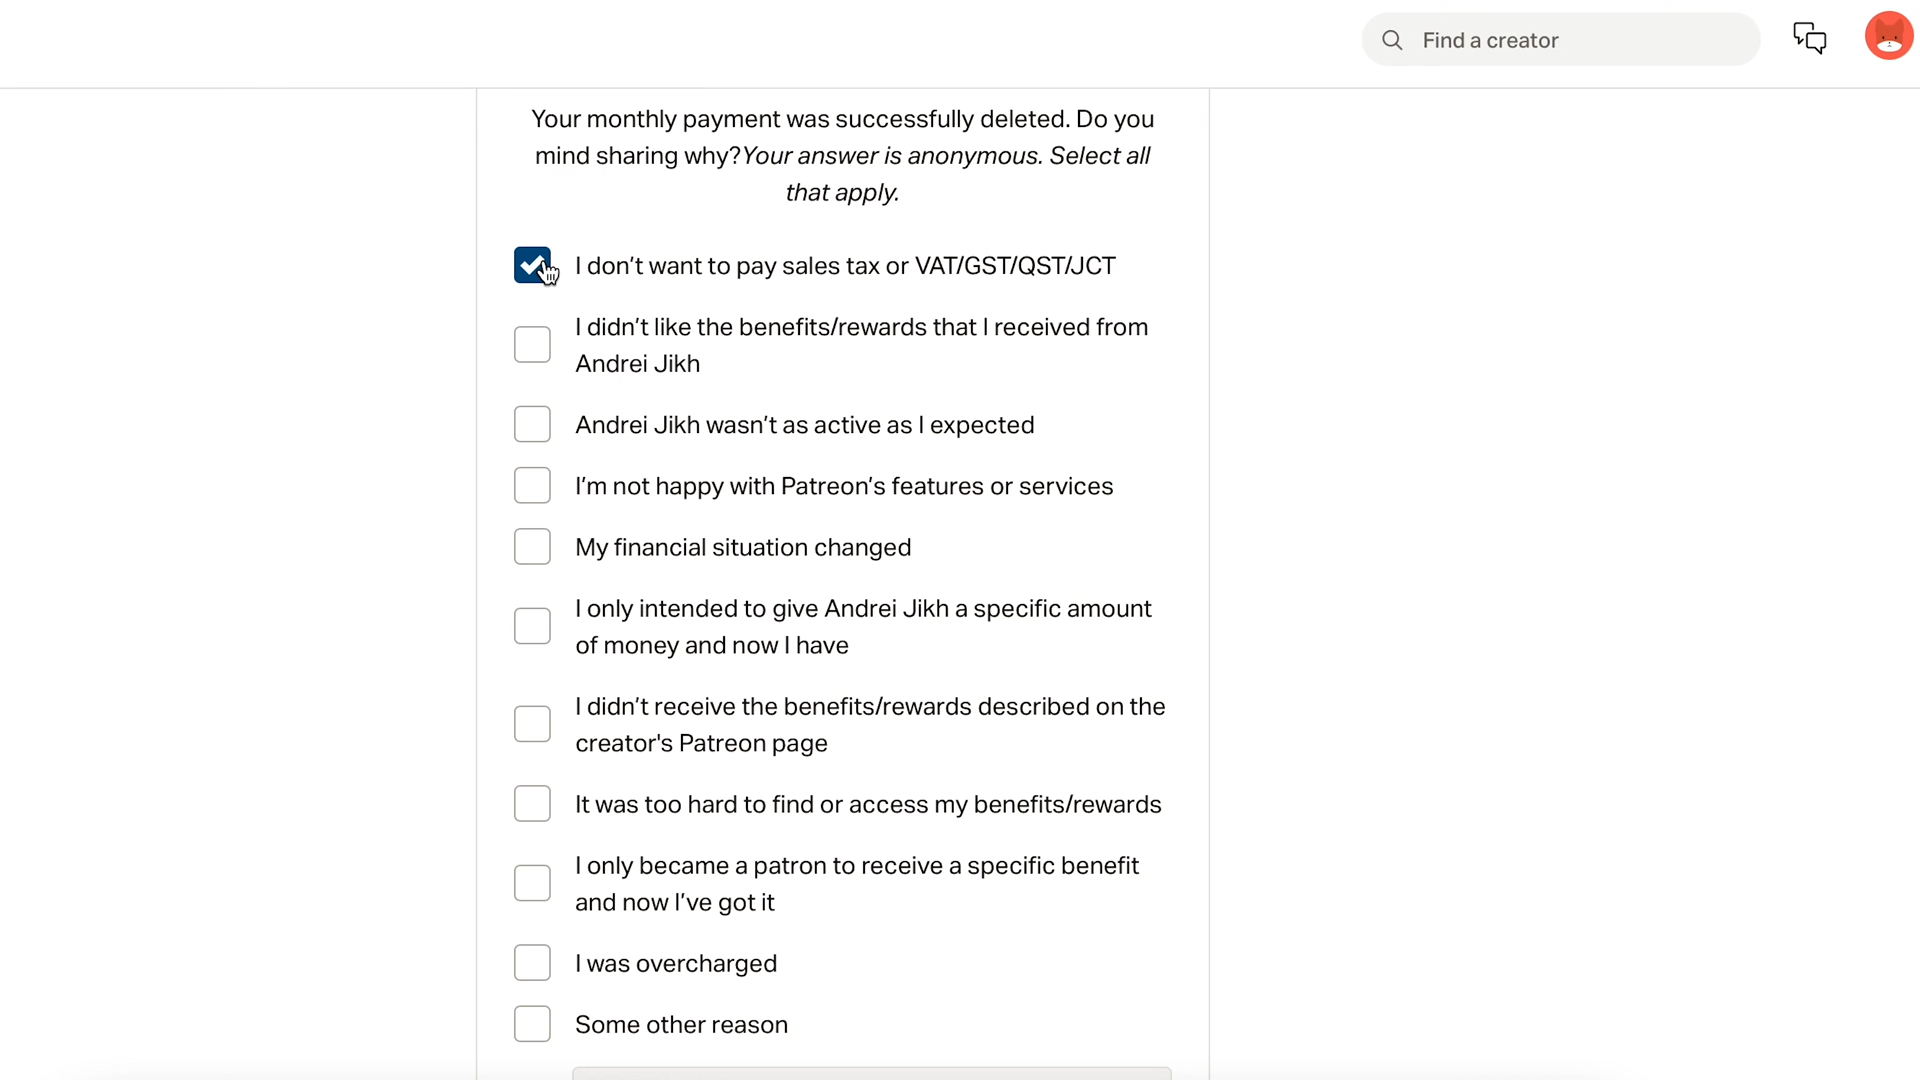 Find a creator
Your monthly payment was successfully deleted. Do you
mind sharing why?Your answer is anonymous. Select all
that apply.
I don’t want to pay sales tax or VAT/GST/QST/JCT
I didn’t like the benefits/rewards that I received from
Andrei Jikh
Andrei Jikh wasn’t as active as I expected
I’m not happy with Patreon’s features or services
My financial situation changed
I only intended to give Andrei Jikh a specific amount
of money and now I have
I didn’t receive the benefits/rewards described on the
creator's Patreon page
It was too hard to find or access my benefits/rewards
I only became a patron to receive a specific benefit
and now I’ve got it
I was overcharged
Some other reason